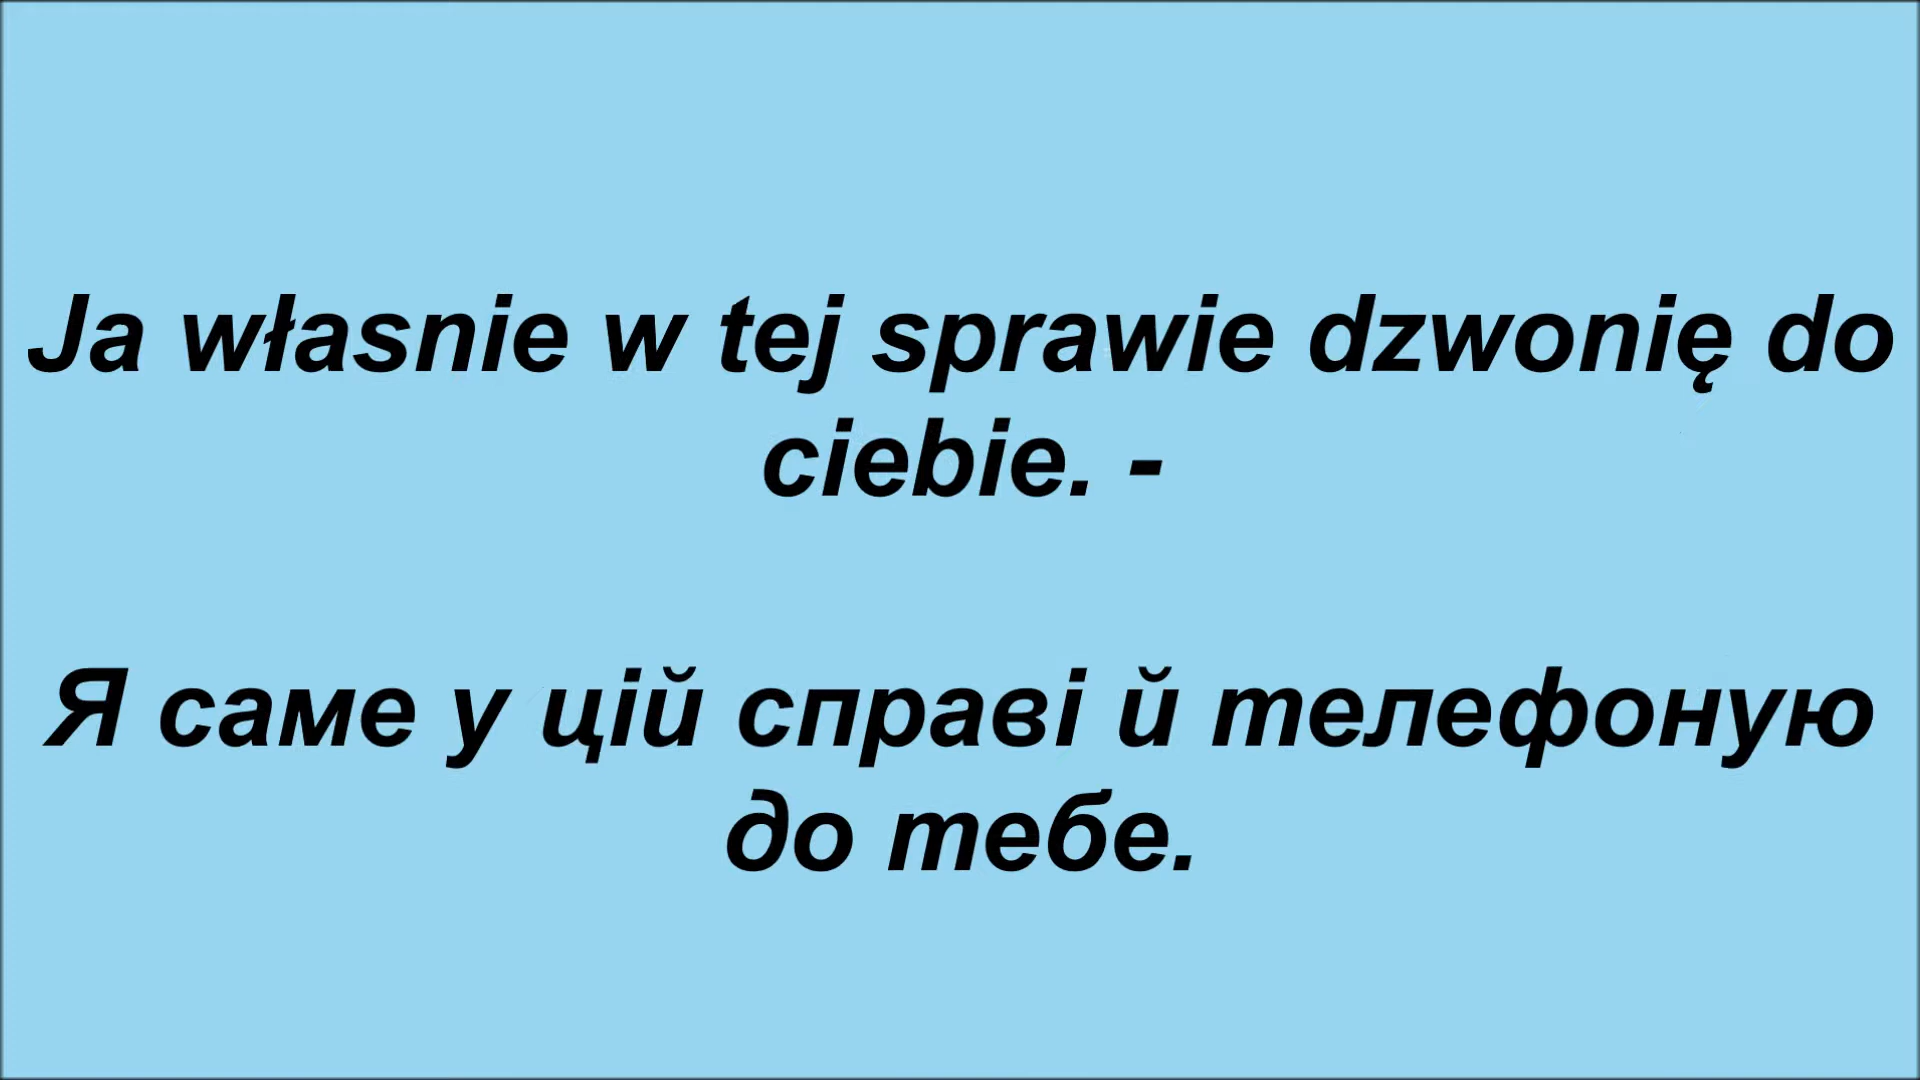 Ja własnie w tej sprawie dzwonię do
ciebie. -
Я саме у цій справі й телефоную
до тебе.